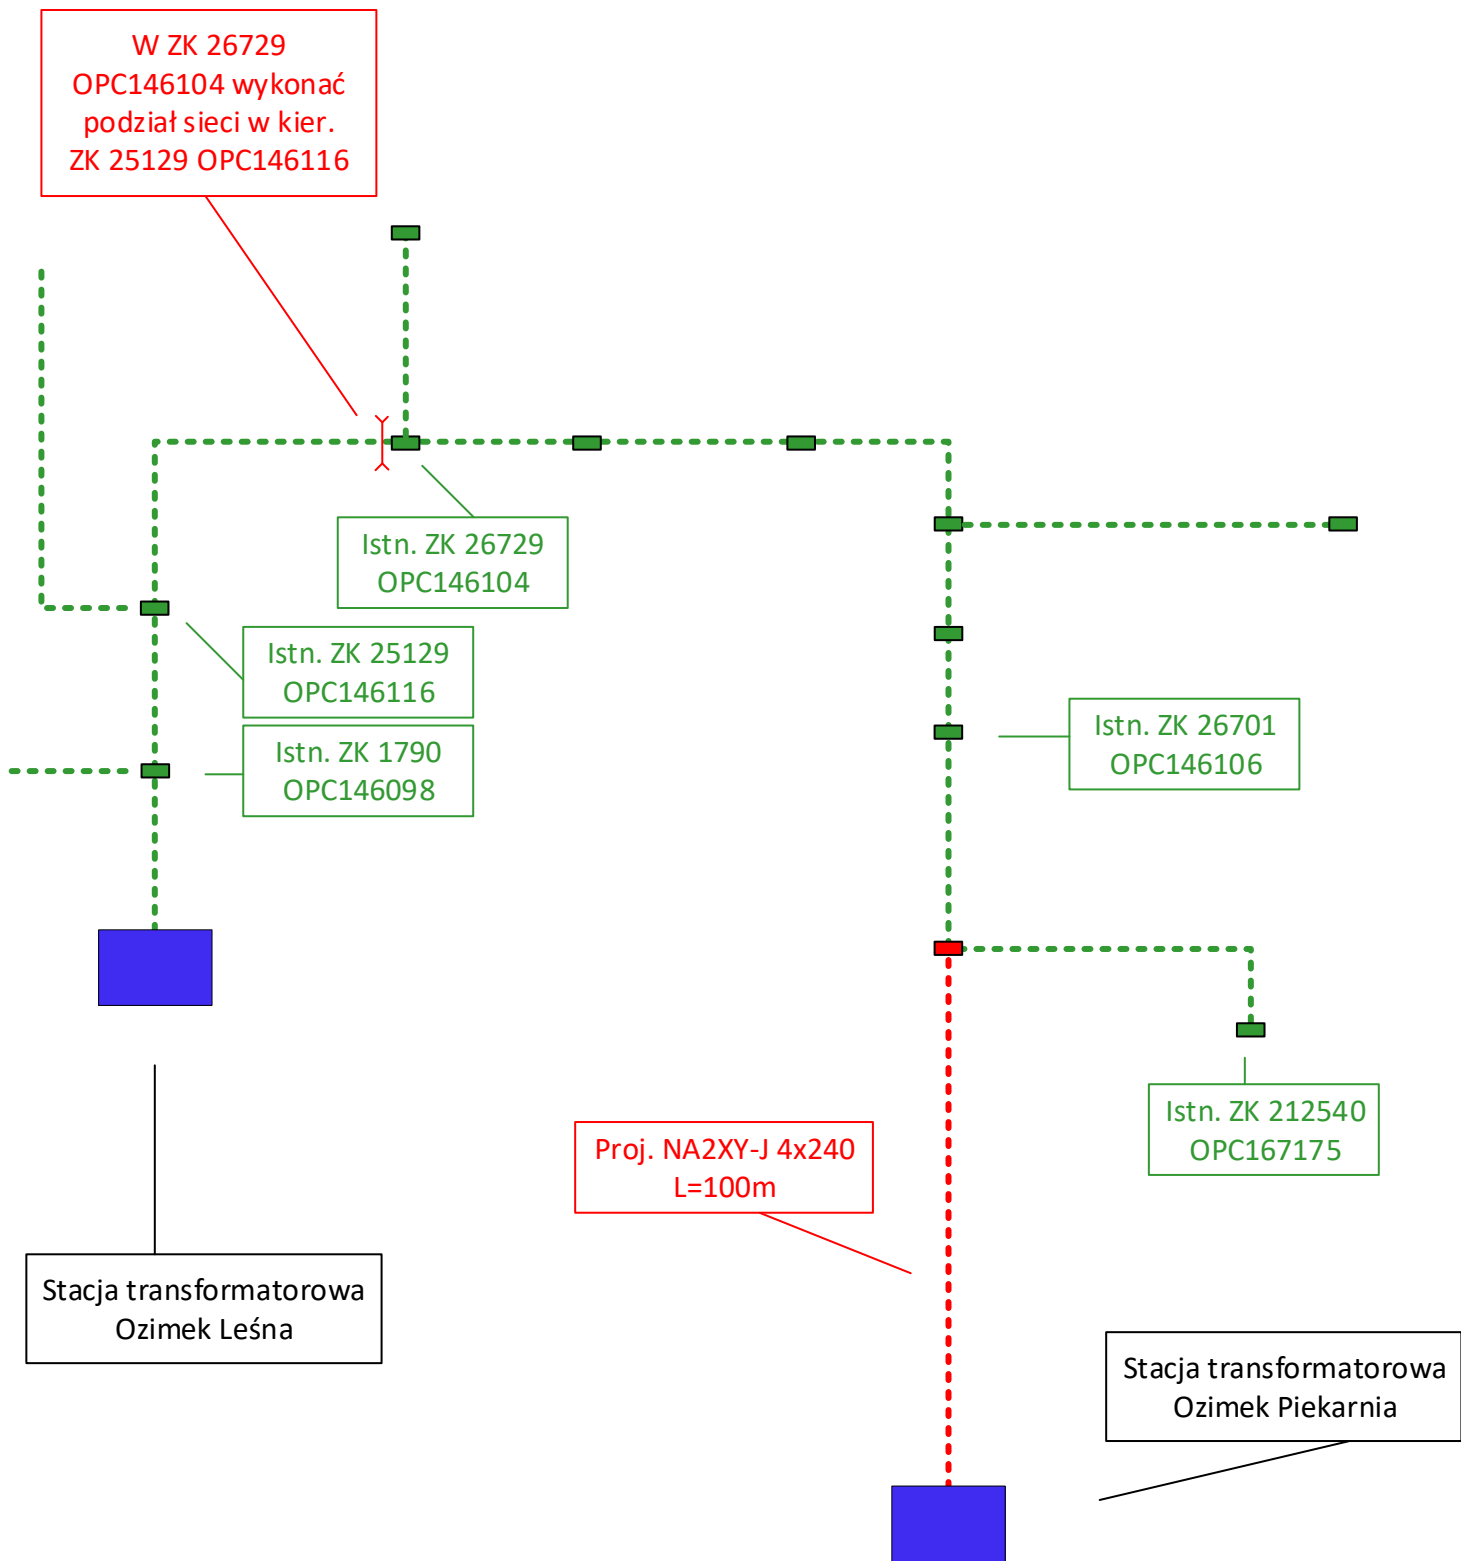 W ZK 26729
OPC146104 wykonać
podział sieci w kier.
ZK 25129 OPC146116
Istn. ZK 26729
OPC146104
Istn. ZK 25129
OPC146116
Istn. ZK 1790
OPC146098
Istn. ZK 26701
OPC146106
Istn. ZK 212540
OPC167175
Proj. NA2XY-J 4x240
L=100m
Stacja transformatorowa
Ozimek Leśna
Stacja transformatorowa
Ozimek Piekarnia